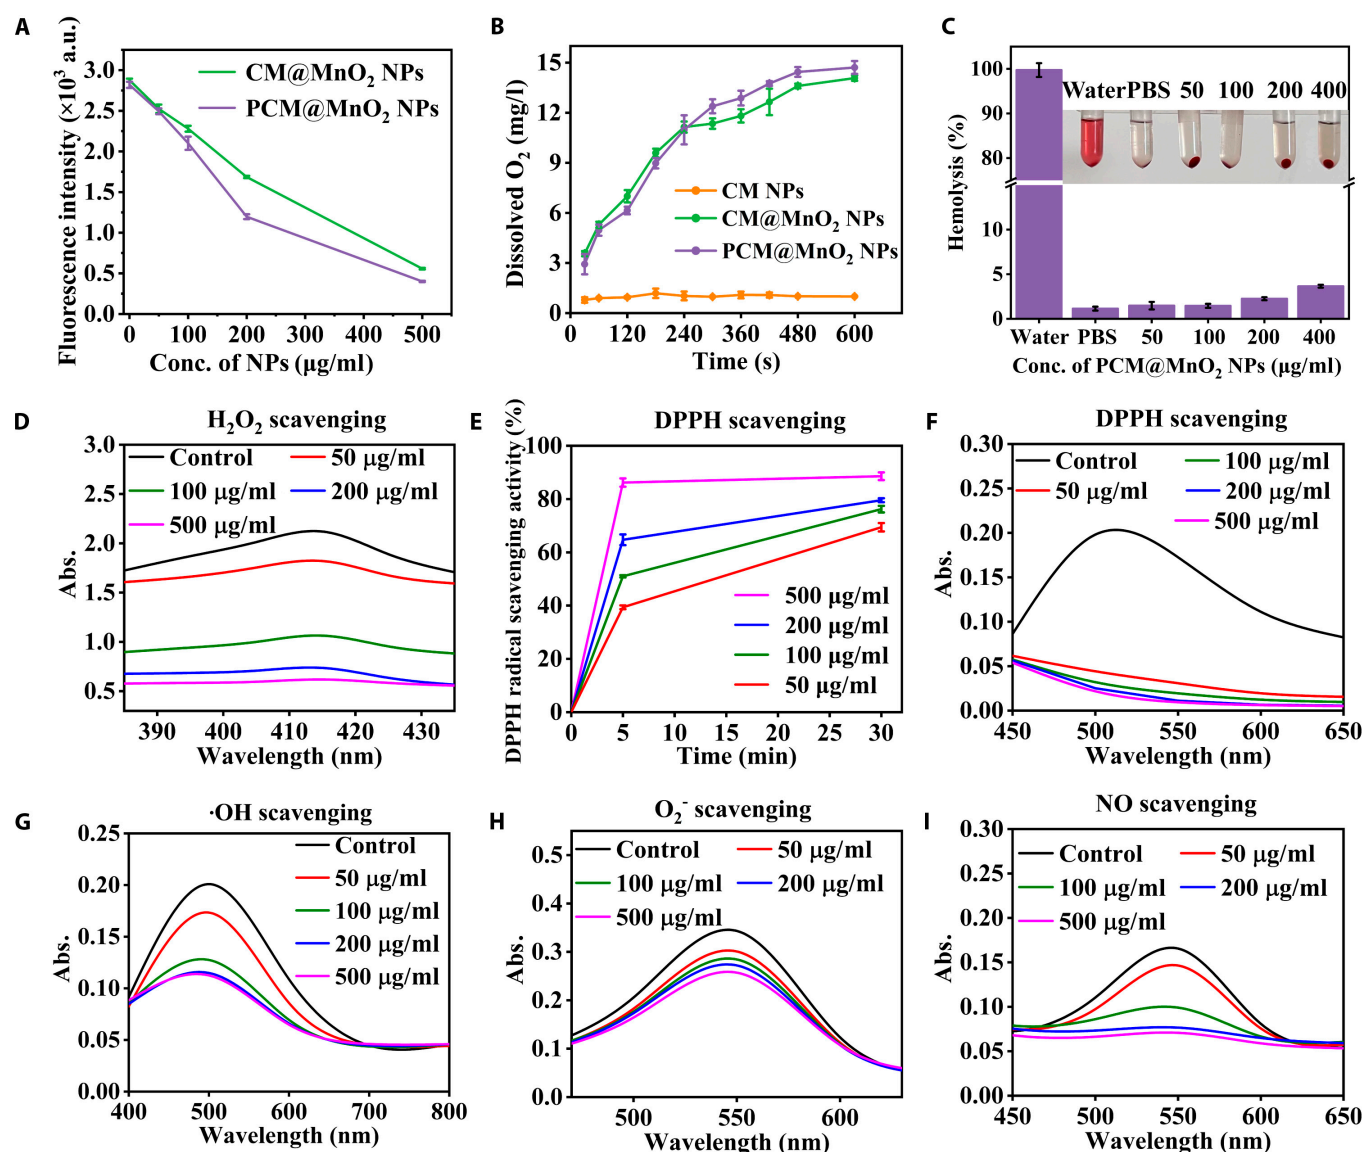 A
Fluorescence intensity (×10³ a.u.)
3.0
2.5
2.0
1.5
1.0
0.5
0.0
CM@MnO₂ NPs
PCM@MnO₂ NPs
0 100 200 300 400 500
Conc. of NPs (μg/ml)
B
Dissolved O₂ (mg/l)
15
12
9
6
3
0
CM NPs
CM@MnO₂ NPs
PCM@MnO₂ NPs
0 120 240 360 480 600
Time (s)
C
Hemolysis (%)
100
90
80
10
5
0
Water PBS 50 100 200 400
Water PBS 50 100 200 400
Conc. of PCM@MnO₂ NPs (μg/ml)
D
H₂O₂ scavenging
Abs.
3.0
2.5
2.0
1.5
1.0
0.5
Control
50 μg/ml
100 μg/ml
200 μg/ml
500 μg/ml
390 400 410 420 430
Wavelength (nm)
E
DPPH scavenging
DPPH radical scavenging activity (%)
100
80
60
40
20
0
500 μg/ml
200 μg/ml
100 μg/ml
50 μg/ml
0 5 10 15 20 25 30
Time (min)
F
DPPH scavenging
Abs.
0.30
0.25
0.20
0.15
0.10
0.05
0.00
Control
100 μg/ml
50 μg/ml
200 μg/ml
500 μg/ml
450 500 550 600 650
Wavelength (nm)
G
·OH scavenging
Abs.
0.25
0.20
0.15
0.10
0.05
0.00
Control
50 μg/ml
100 μg/ml
200 μg/ml
500 μg/ml
400 500 600 700 800
Wavelength (nm)
H
O₂⁻ scavenging
Abs.
0.5
0.4
0.3
0.2
0.1
0.0
Control
50 μg/ml
100 μg/ml
200 μg/ml
500 μg/ml
500 550 600
Wavelength (nm)
I
NO scavenging
Abs.
0.30
0.25
0.20
0.15
0.10
0.05
0.00
Control
50 μg/ml
100 μg/ml
200 μg/ml
500 μg/ml
450 500 550 600 650
Wavelength (nm)